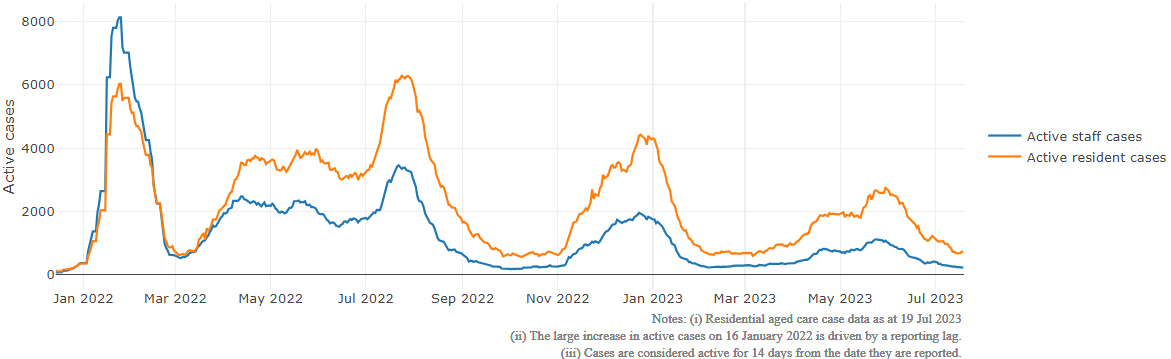 8000
6000
4000
2000
0
Active cases
Jan 2022
Mar 2022
May 2022
Jul 2022
Sep 2022
Nov 2022
Jan 2023
Mar 2023
May 2023
Jul 2023
Active staff cases
Active resident cases
Notes: (i) Residential aged care case data as at 19 Jul 2023
(ii) The large increase in active cases on 16 January 2022 is driven by a reporting lag.
(iii) Cases are considered active for 14 days from the date they are reported.